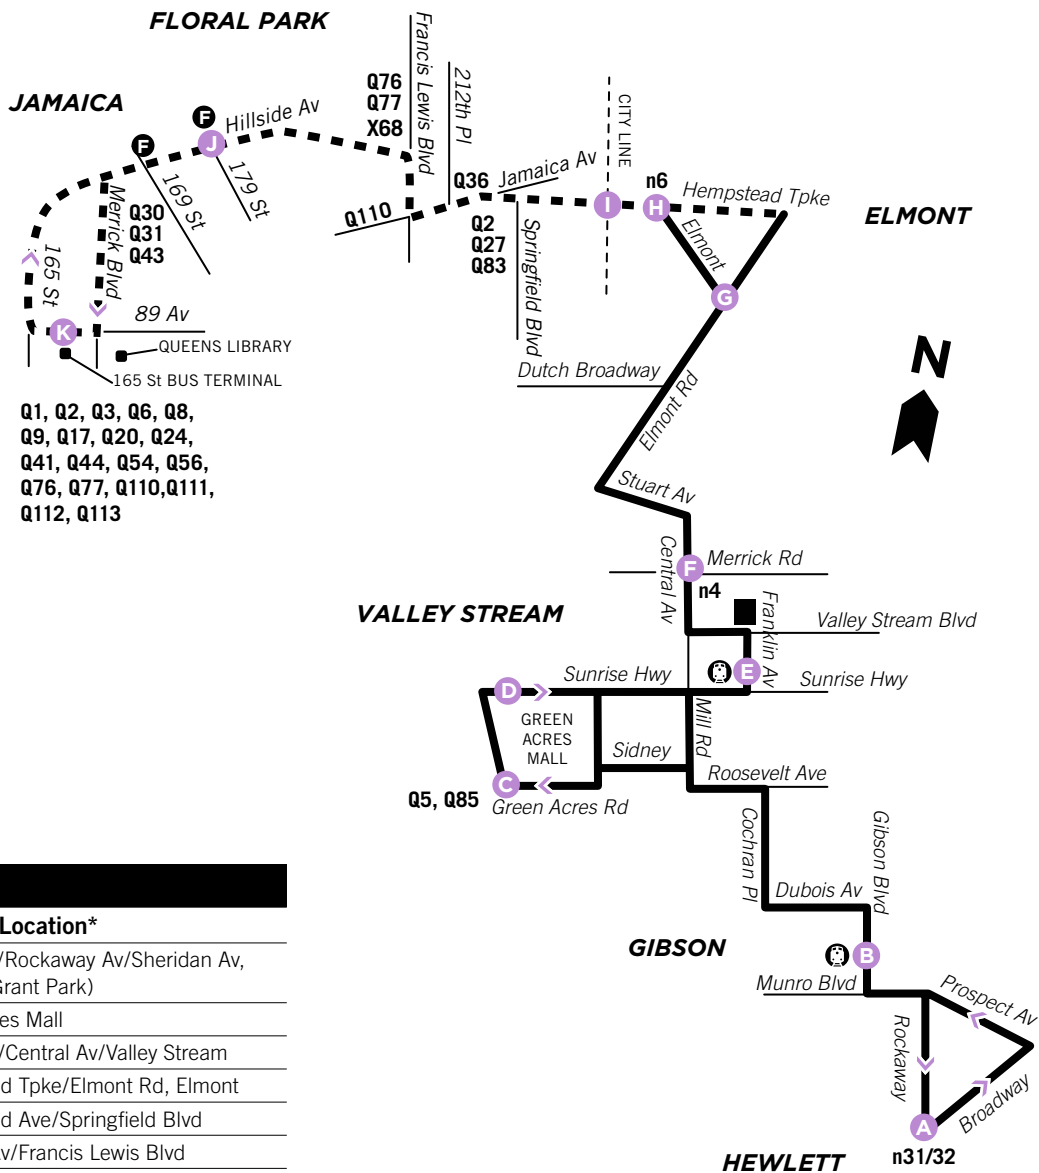 FLORAL PARK
JAMAICA
F
F
J
Hillside Av
169 St
179 St
Q76
Q77
X68
Francis Lewis Blvd
212th Pl
Q110
Q36
Jamaica Av
CITY LINE
n6
Hempstead Tpke
ELMONT
I
H
Elmont
G
Q2
Q27
Q83
Springfield Blvd
Merrick Blvd
Q30
Q31
Q43
165 St
K
89 Av
QUEENS LIBRARY
165 St BUS TERMINAL
Q1, Q2, Q3, Q6, Q8,
Q9, Q17, Q20, Q24,
Q41, Q44, Q54, Q56,
Q76, Q77, Q110,Q111,
Q112, Q113
Dutch Broadway
Elmont Rd
N
Stuart Av
Central Av
F
Merrick Rd
n4
VALLEY STREAM
Franklin Av
Valley Stream Blvd
E
Sunrise Hwy
Sunrise Hwy
D
GREEN
ACRES
MALL
Sidney
Mill Rd
Roosevelt Ave
C
Q5, Q85
Green Acres Rd
Cochran Pl
Gibson Blvd
Dubois Av
GIBSON
B
Munro Blvd
Prospect Av
Rockaway
Broadway
A
HEWLETT
n31/32
Location*
/Rockaway Av/Sheridan Av,
Grant Park)
es Mall
/Central Av/Valley Stream
d Tpke/Elmont Rd, Elmont
d Ave/Springfield Blvd
v/Francis Lewis Blvd